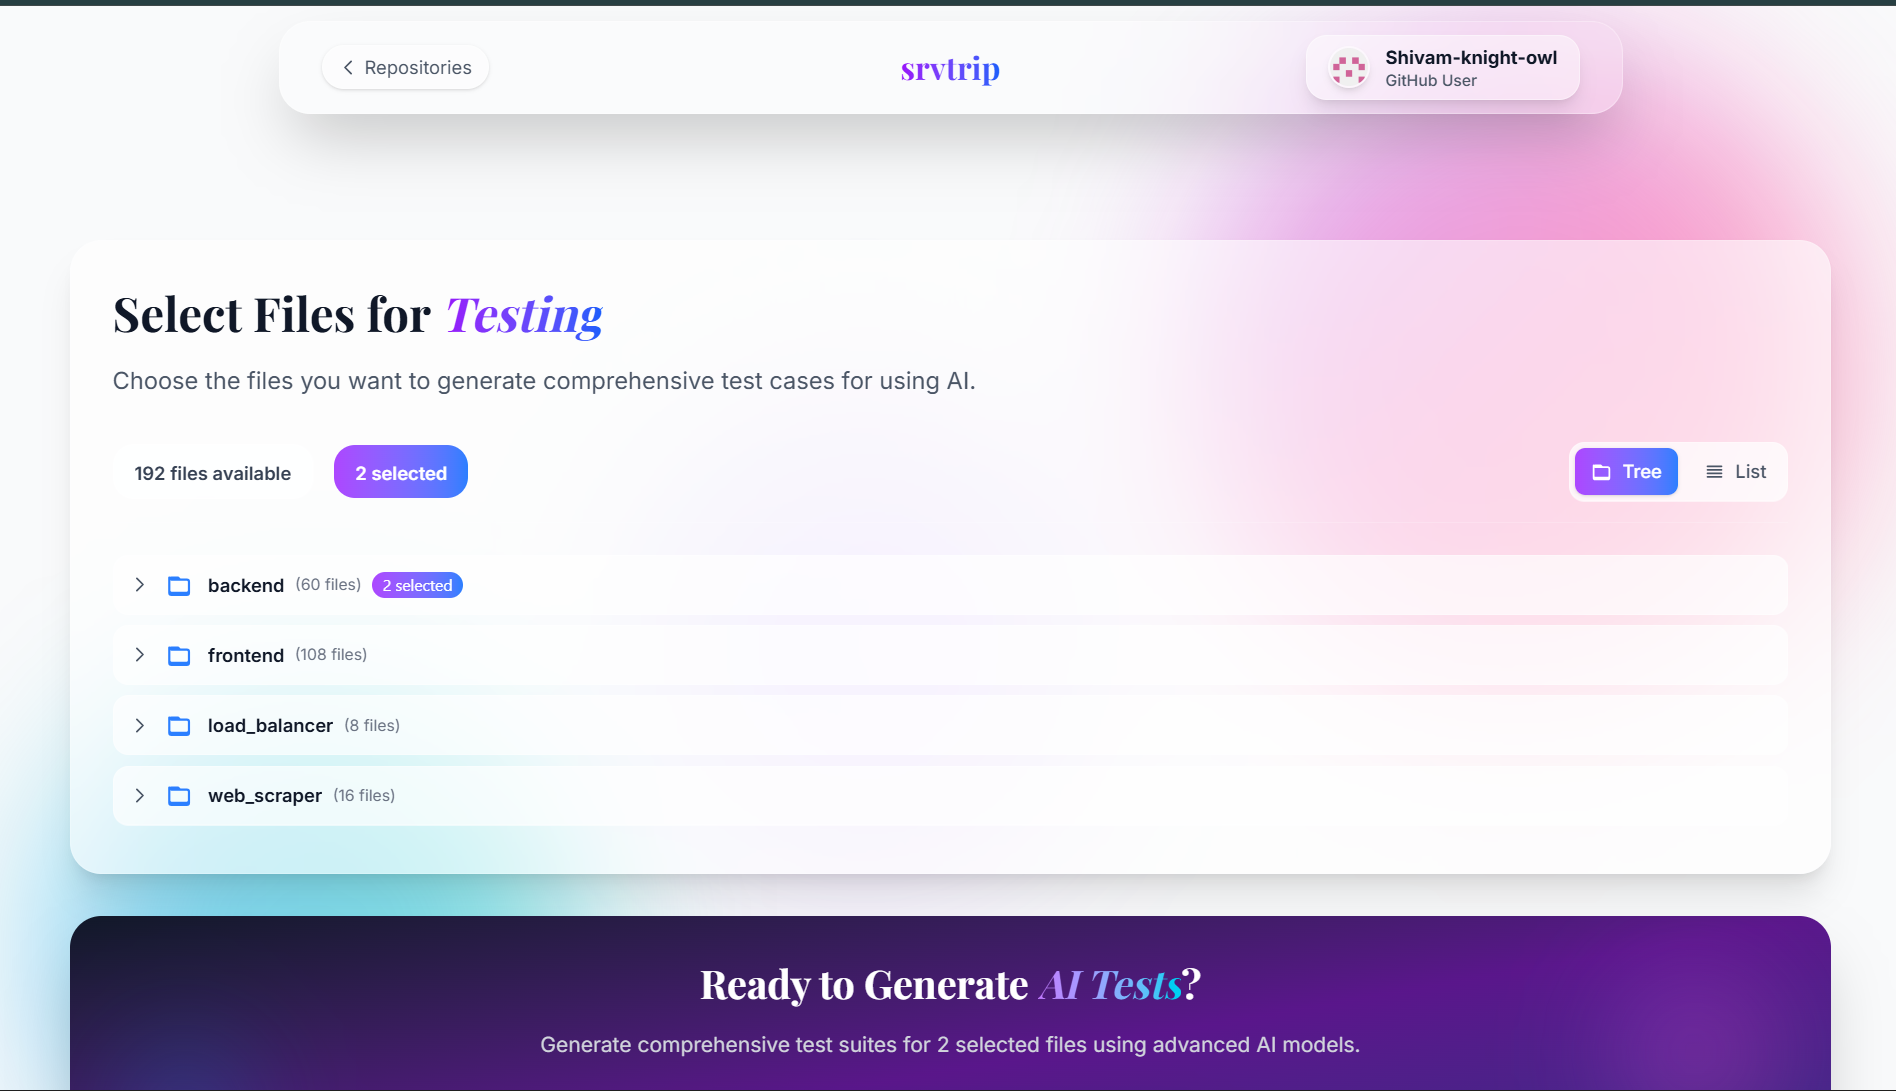 Repositories
srvtrip
Shivam-knight-owl
GitHub User
Select Files for Testing
Choose the files you want to generate comprehensive test cases for using AI.
192 files available
2 selected
Tree
List
backend (60 files) 2 selected
frontend (108 files)
load_balancer (8 files)
web_scraper (16 files)
Ready to Generate AI Tests?
Generate comprehensive test suites for 2 selected files using advanced AI models.